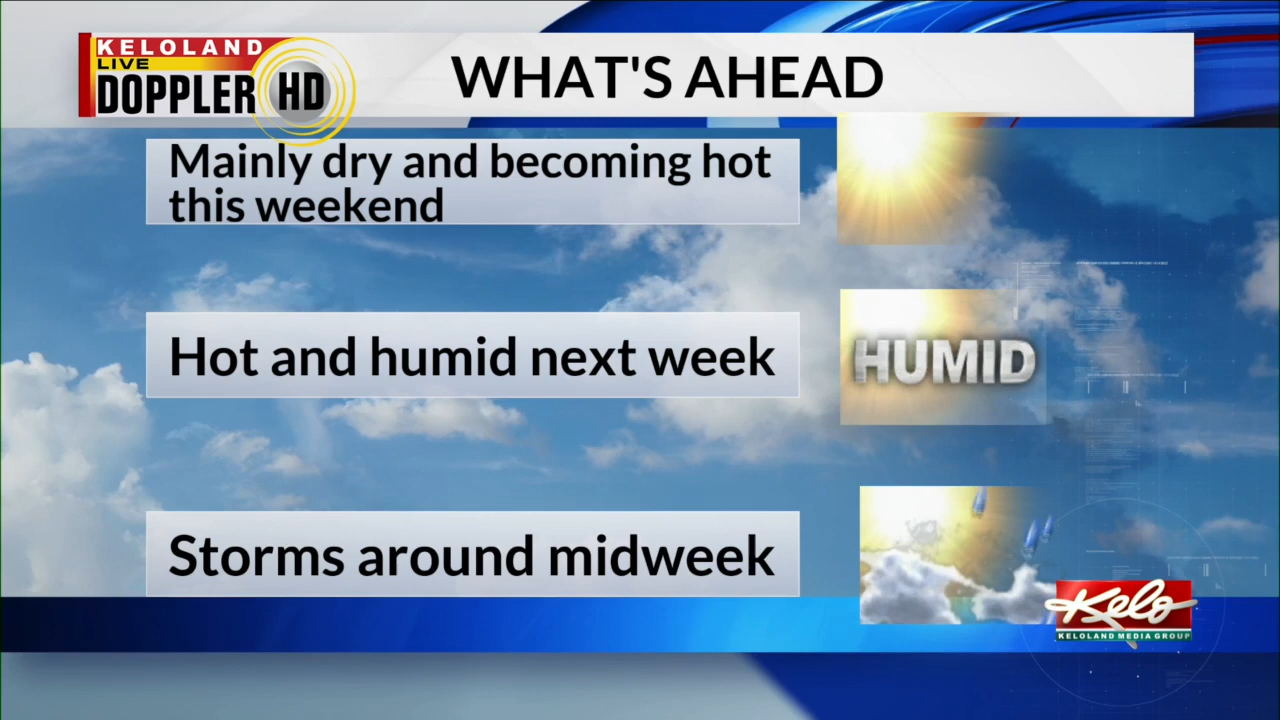 KELOLAND
LIVE
DOPPLER HD
WHAT'S AHEAD
Mainly dry and becoming hot
this weekend
Hot and humid next week
HUMID
Storms around midweek
Kelo
KELOLAND MEDIA GROUP